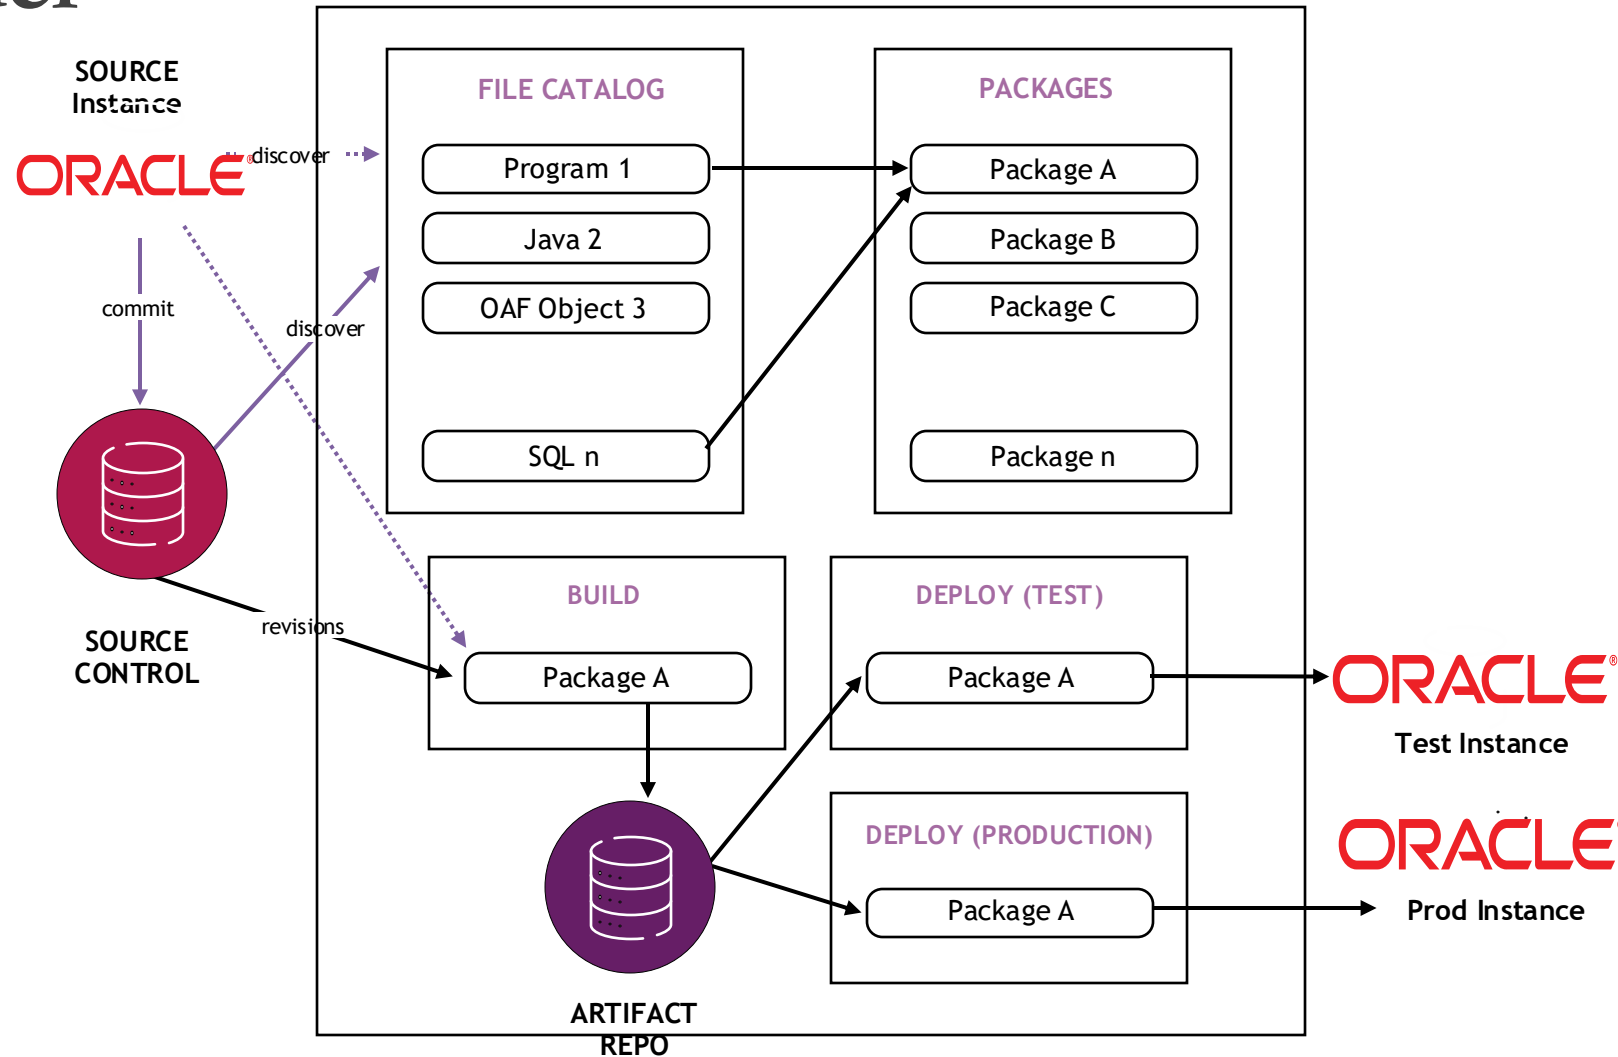 SOURCE
Instance
ORACLE®
discover
commit
discover
SOURCE
CONTROL
revisions
FILE CATALOG
Program 1
Java 2
OAF Object 3
SQL n
PACKAGES
Package A
Package B
Package C
Package n
BUILD
Package A
ARTIFACT
REPO
DEPLOY (TEST)
Package A
DEPLOY (PRODUCTION)
Package A
ORACLE®
Test Instance
ORACLE
Prod Instance